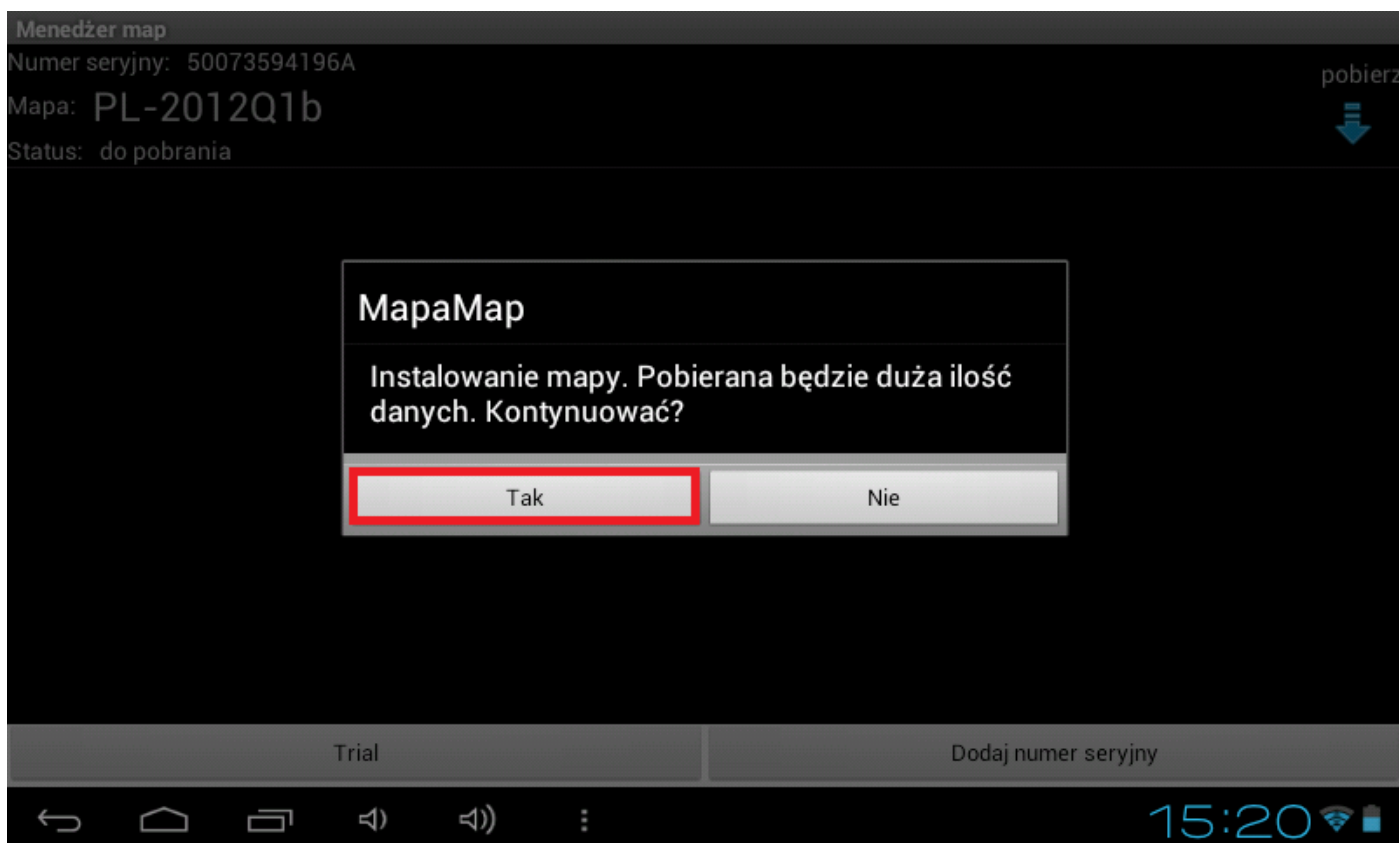 Menedżer map
Numer seryjny: 50073594196A
pobierz
Mapa: PL-2012Q1b
Status: do pobrania
MapaMap
Instalowanie mapy. Pobierana będzie duża ilość
danych. Kontynuować?
Tak Nie
Trial Dodaj numer seryjny
15:20